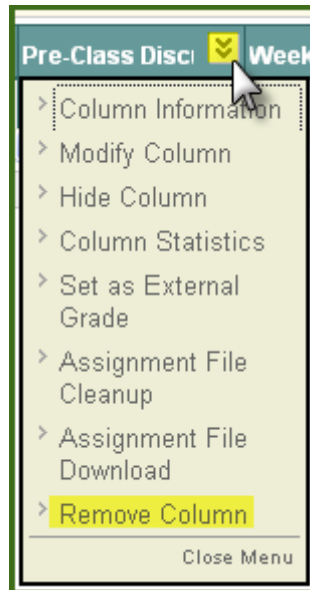 Pre-Class Disc Week
Column Information
Modify Column
Hide Column
Column Statistics
Set as External
Grade
Assignment File
Cleanup
Assignment File
Download
Remove Column
Close Menu